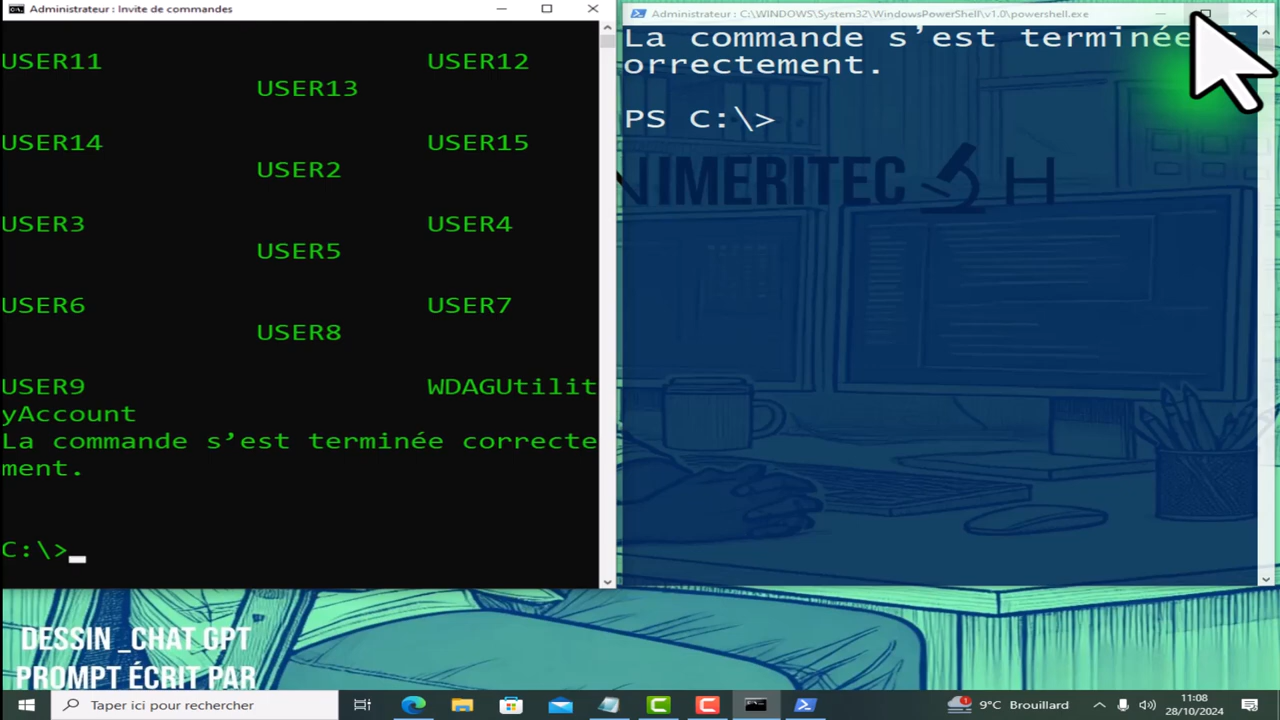 Administrateur : Invite de commandes
USER11 USER12
USER13
USER14 USER15
USER2
USER3 USER4
USER5
USER6 USER7
USER8
USER9 WDAGUtilit
yAccount
La commande s'est terminée correcte
ment.
C:\>
Administrateur : C:\WINDOWS\System32\WindowsPowerShell\v1.0\powershell.exe
La commande s'est terminée c
orrectement.
PS C:\>
NIMERITEC H
DESSIN _CHAT GPT
PROMPT ÉCRIT PAR
Taper ici pour rechercher
9°C Brouillard
11:08
28/10/2024